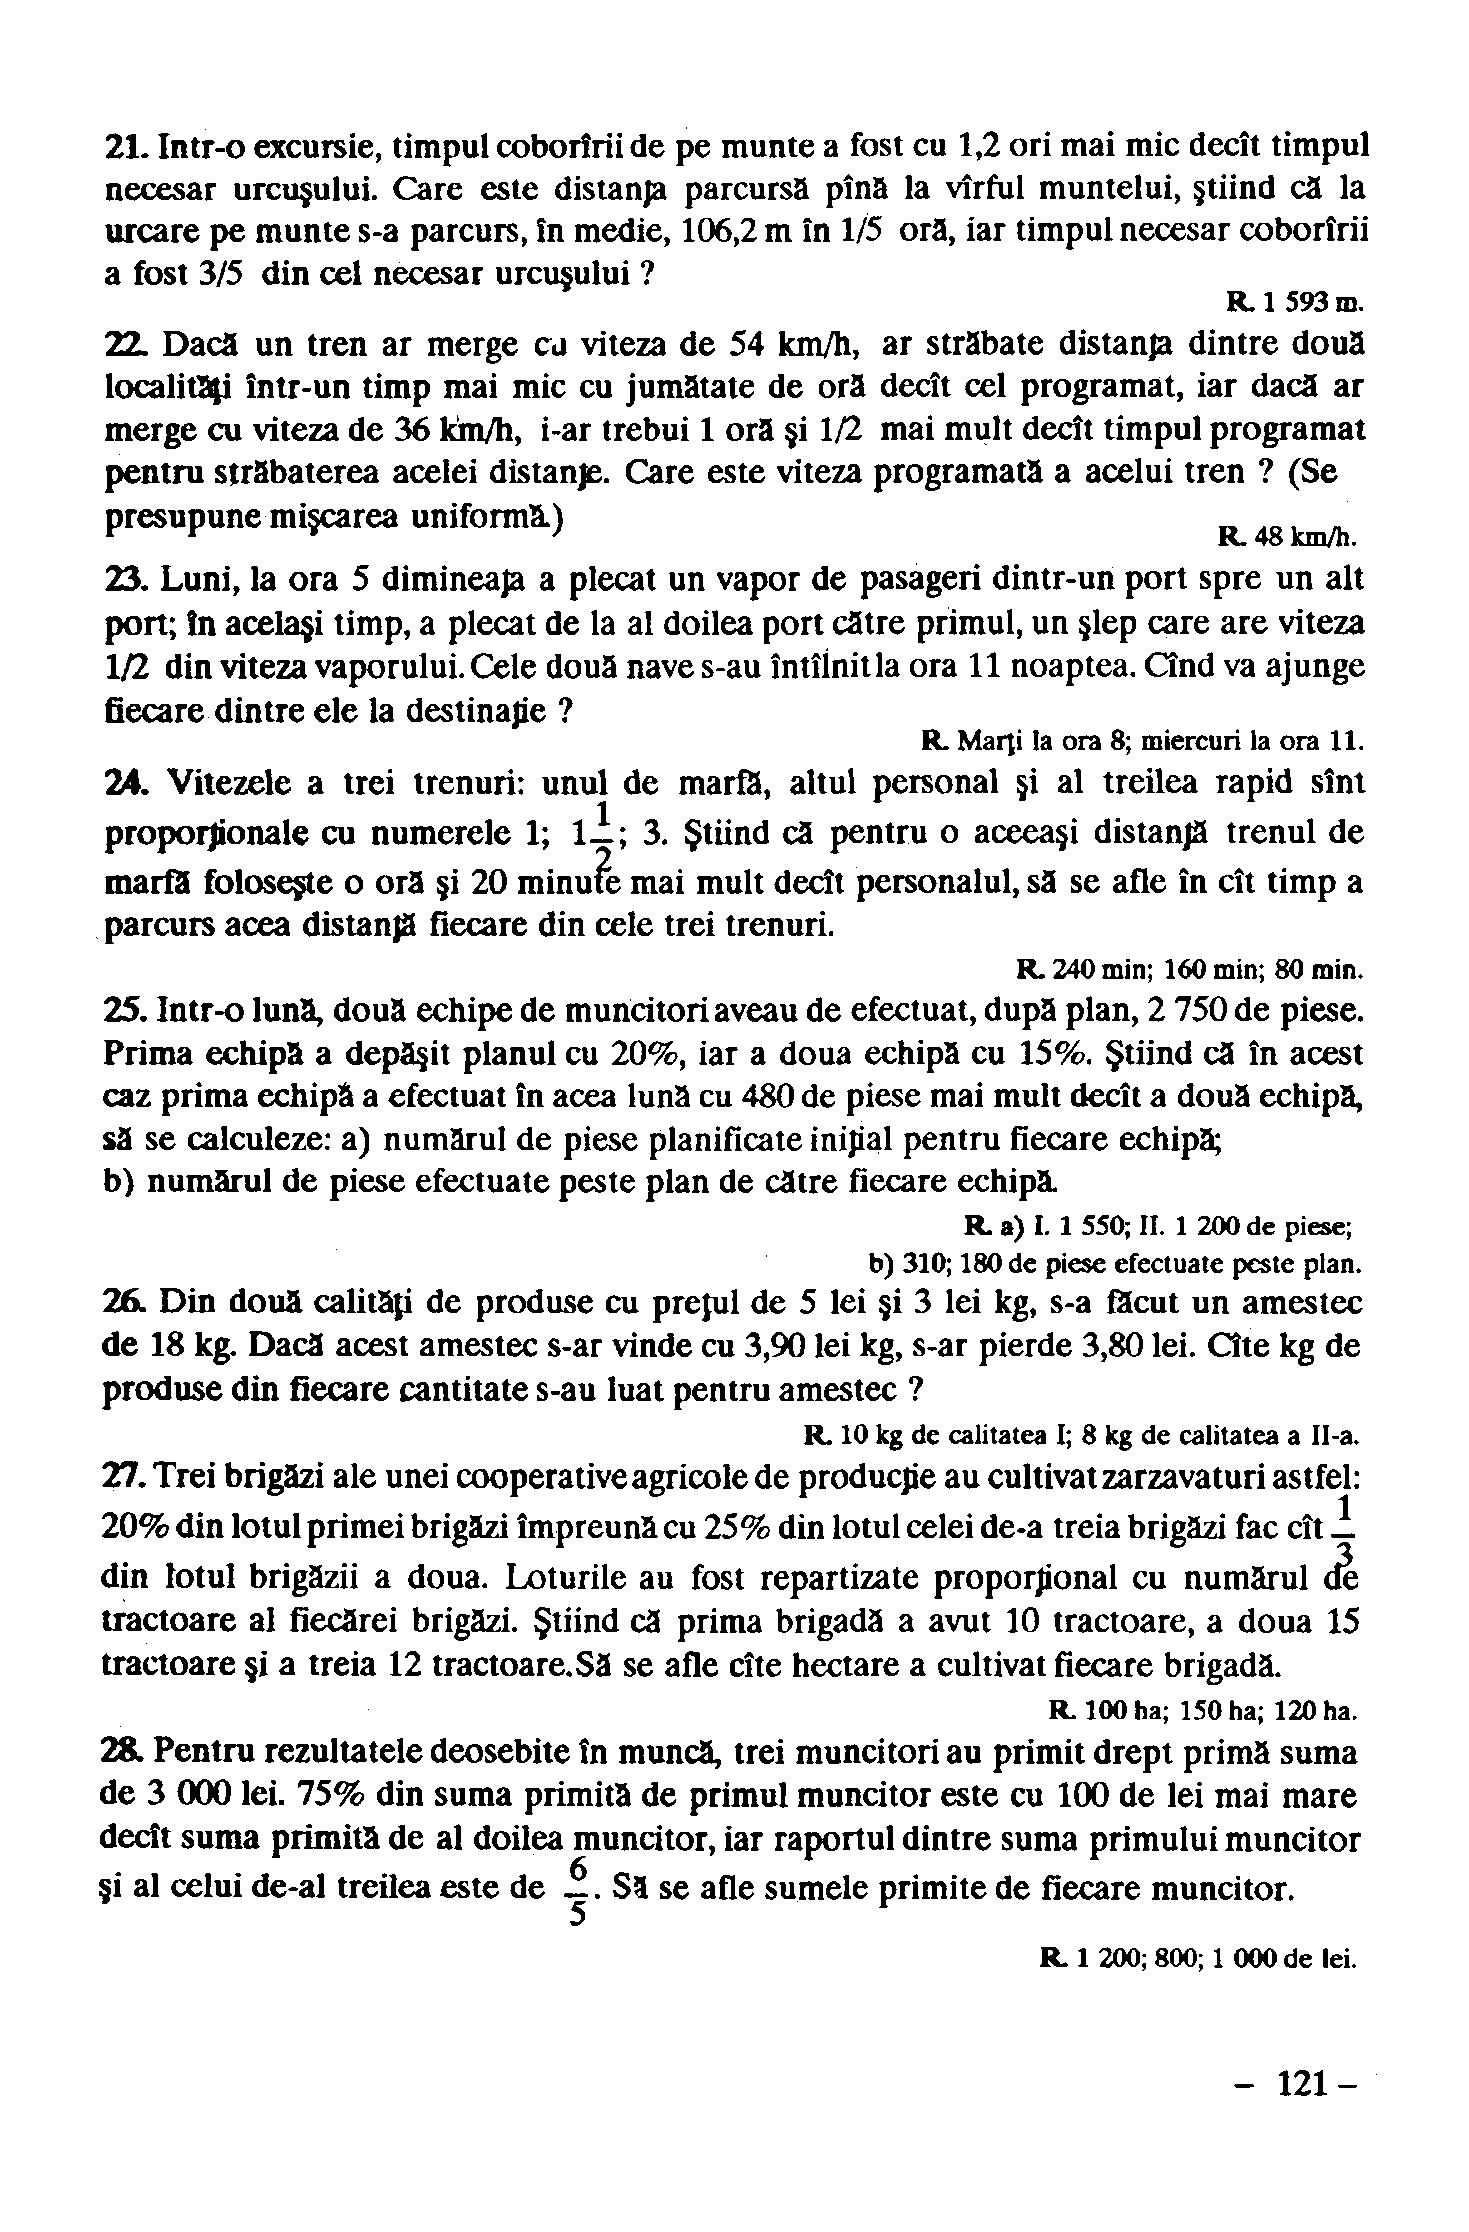 21. Intr-o excursie, timpul coborîrii de pe munte a fost cu 1,2 ori mai mic decît timpul
necesar urcuşului. Care este distanţa parcursă pînă la vîrful muntelui, ştiind că la
urcare pe munte s-a parcurs, în medie, 106,2 m în 1/5 oră, iar timpul necesar coborîrii
a fost 3/5 din cel necesar urcuşului ?
R. 1 593 m.
22. Dacă un tren ar merge cu viteza de 54 km/h, ar străbate distanţa dintre două
localităţi într-un timp mai mic cu jumătate de oră decît cel programat, iar dacă ar
merge cu viteza de 36 km/h, i-ar trebui 1 oră şi 1/2 mai mult decît timpul programat
pentru străbaterea acelei distanţe. Care este viteza programată a acelui tren ? (Se
presupune mişcarea uniformă.)
R. 48 km/h.
23. Luni, la ora 5 dimineaţa a plecat un vapor de pasageri dintr-un port spre un alt
port; în acelaşi timp, a plecat de la al doilea port către primul, un şlep care are viteza
1/2 din viteza vaporului. Cele două nave s-au întîlnit la ora 11 noaptea. Cînd va ajunge
fiecare dintre ele la destinaţie ?
R. Marţi la ora 8; miercuri la ora 11.
24. Vitezele a trei trenuri: unul de marfă, altul personal şi al treilea rapid sînt
proporţionale cu numerele 1; 1 1/2; 3. Ştiind că pentru o aceeaşi distanţă trenul de
marfă foloseşte o oră şi 20 minute mai mult decît personalul, să se afle în cît timp a
parcurs acea distanţă fiecare din cele trei trenuri.
R. 240 min; 160 min; 80 min.
25. Intr-o lună, două echipe de muncitori aveau de efectuat, după plan, 2 750 de piese.
Prima echipă a depăşit planul cu 20%, iar a doua echipă cu 15%. Ştiind că în acest
caz prima echipă a efectuat în acea lună cu 480 de piese mai mult decît a două echipă,
să se calculeze: a) numărul de piese planificate iniţial pentru fiecare echipă;
b) numărul de piese efectuate peste plan de către fiecare echipă.
R. a) I. 1 550; II. 1 200 de piese;
b) 310; 180 de piese efectuate peste plan.
26. Din două calităţi de produse cu preţul de 5 lei şi 3 lei kg, s-a făcut un amestec
de 18 kg. Dacă acest amestec s-ar vinde cu 3,90 lei kg, s-ar pierde 3,80 lei. Cîte kg de
produse din fiecare cantitate s-au luat pentru amestec ?
R. 10 kg de calitatea I; 8 kg de calitatea a II-a.
27. Trei brigăzi ale unei cooperative agricole de producţie au cultivat zarzavaturi astfel:
20% din lotul primei brigăzi împreună cu 25% din lotul celei de-a treia brigăzi fac cît 1/3
din lotul brigăzii a doua. Loturile au fost repartizate proporţional cu numărul de
tractoare al fiecărei brigăzi. Ştiind că prima brigadă a avut 10 tractoare, a doua 15
tractoare şi a treia 12 tractoare.Să se afle cîte hectare a cultivat fiecare brigadă.
R. 100 ha; 150 ha; 120 ha.
28. Pentru rezultatele deosebite în muncă, trei muncitori au primit drept primă suma
de 3 000 lei. 75% din suma primită de primul muncitor este cu 100 de lei mai mare
decît suma primită de al doilea muncitor, iar raportul dintre suma primului muncitor
şi al celui de-al treilea este de 6/5. Să se afle sumele primite de fiecare muncitor.
R. 1 200; 800; 1 000 de lei.
– 121 –